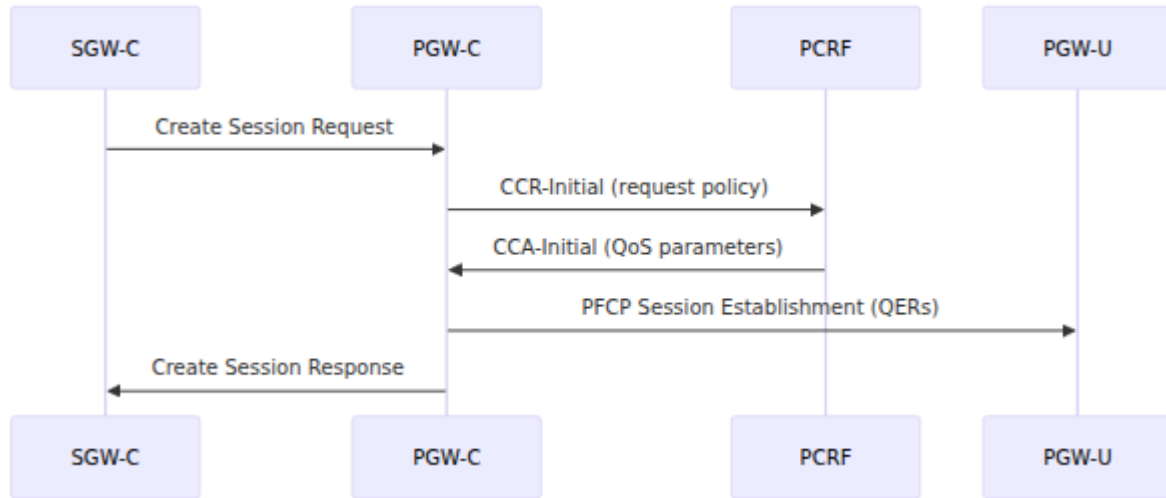 SGW-C
PGW-C
PCRF
PGW-U
Create Session Request
CCR-Initial (request policy)
CCA-Initial (QoS parameters)
PFCP Session Establishment (QERs)
Create Session Response
SGW-C
PGW-C
PCRF
PGW-U